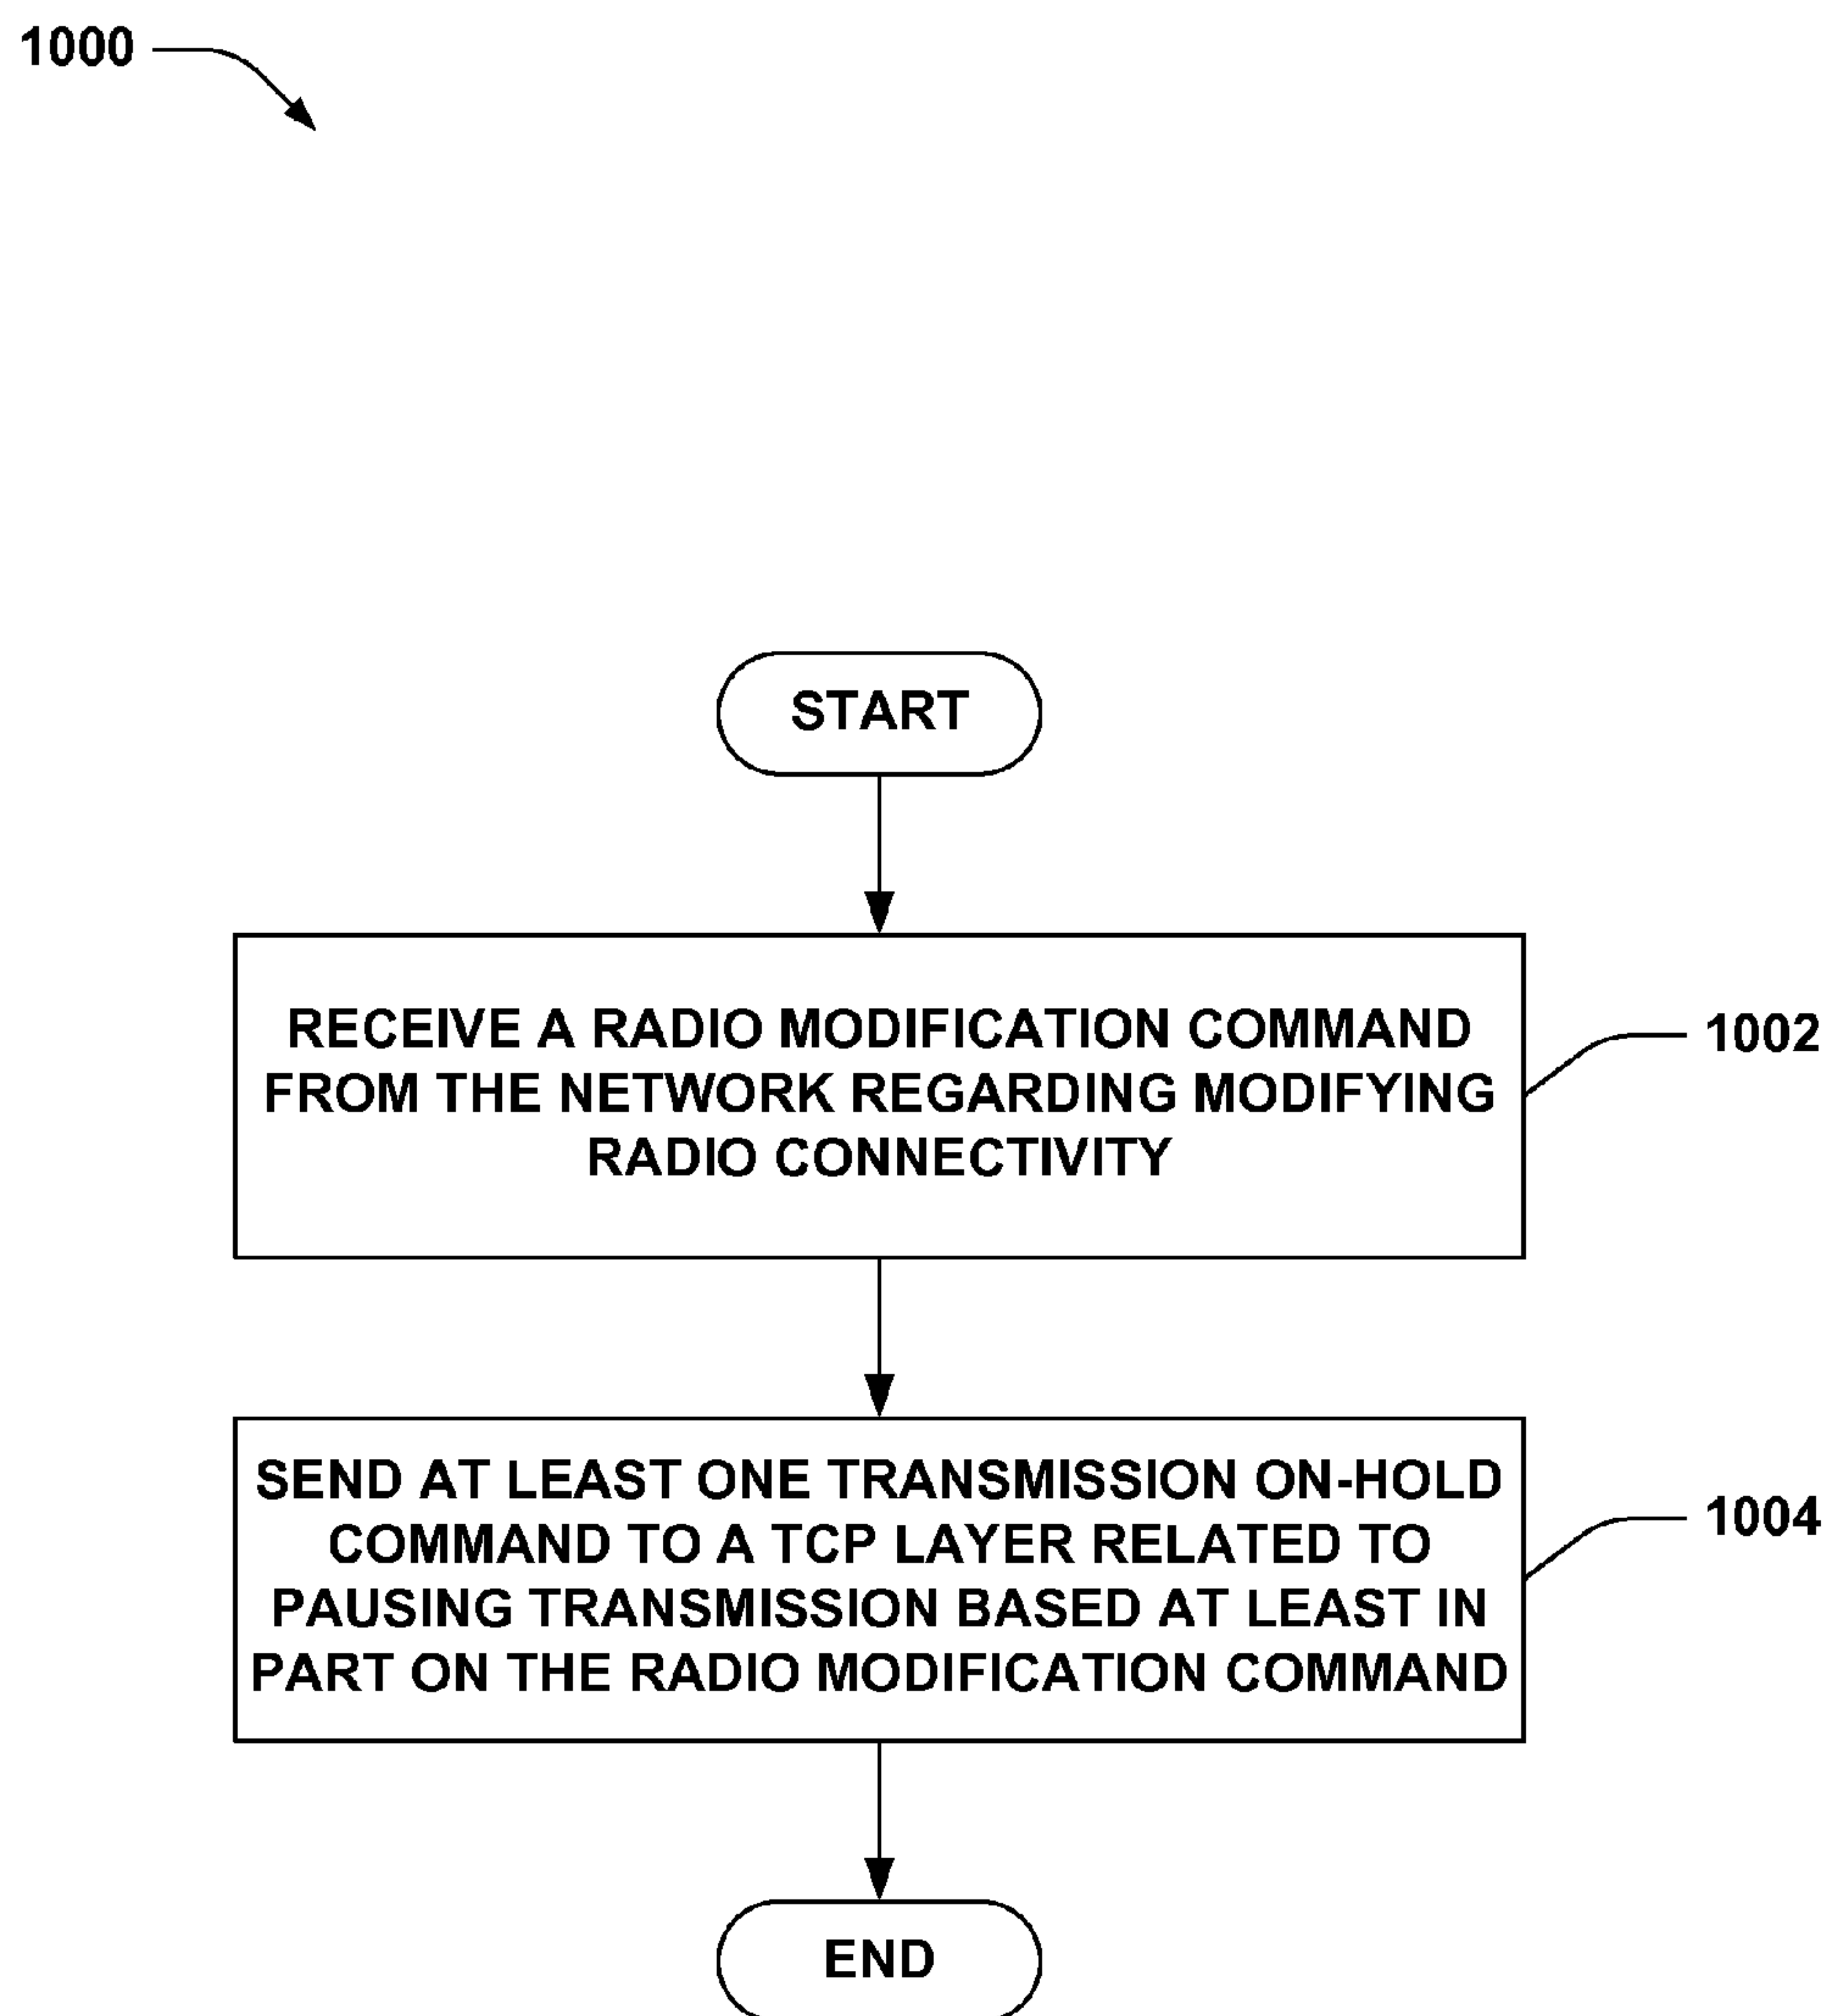 1000
START
RECEIVE A RADIO MODIFICATION COMMAND
FROM THE NETWORK REGARDING MODIFYING
RADIO CONNECTIVITY
1002
SEND AT LEAST ONE TRANSMISSION ON-HOLD
COMMAND TO A TCP LAYER RELATED TO
PAUSING TRANSMISSION BASED AT LEAST IN
PART ON THE RADIO MODIFICATION COMMAND
1004
END